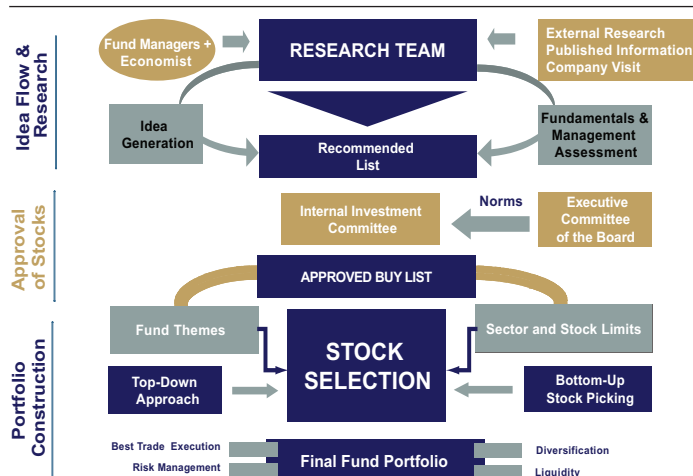 Idea Flow &
Research
Fund Managers +
Economist
RESEARCH TEAM
External Research
Published Information
Company Visit
Idea
Generation
Recommended
List
Fundamentals &
Management
Assessment
Approval
of Stocks
Internal Investment
Committee
Norms
Executive
Committee
of the Board
APPROVED BUY LIST
Portfolio
Construction
Fund Themes
STOCK
SELECTION
Sector and Stock Limits
Top-Down
Approach
Bottom-Up
Stock Picking
Best Trade Execution
Risk Management
Final Fund Portfolio
Diversification
Liquidity